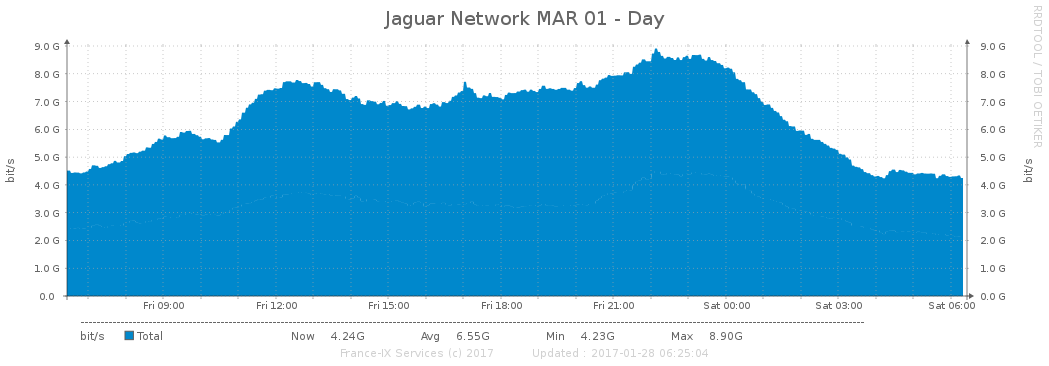 Jaguar Network MAR 01 - Day
RRDTOOL / TOBI OETIKER
9.0 G 9.0 G
8.0 G 8.0 G
7.0 G 7.0 G
6.0 G 6.0 G
5.0 G 5.0 G
4.0 G 4.0 G
3.0 G 3.0 G
2.0 G 2.0 G
1.0 G 1.0 G
0.0 0.0 G
bit/s bit/s
Fri 09:00 Fri 12:00 Fri 15:00 Fri 18:00 Fri 21:00 Sat 00:00 Sat 03:00 Sat 06:00
bit/s Total Now 4.24G Avg 6.55G Min 4.23G Max 8.90G
France-IX Services (c) 2017 Updated : 2017-01-28 06:25:04